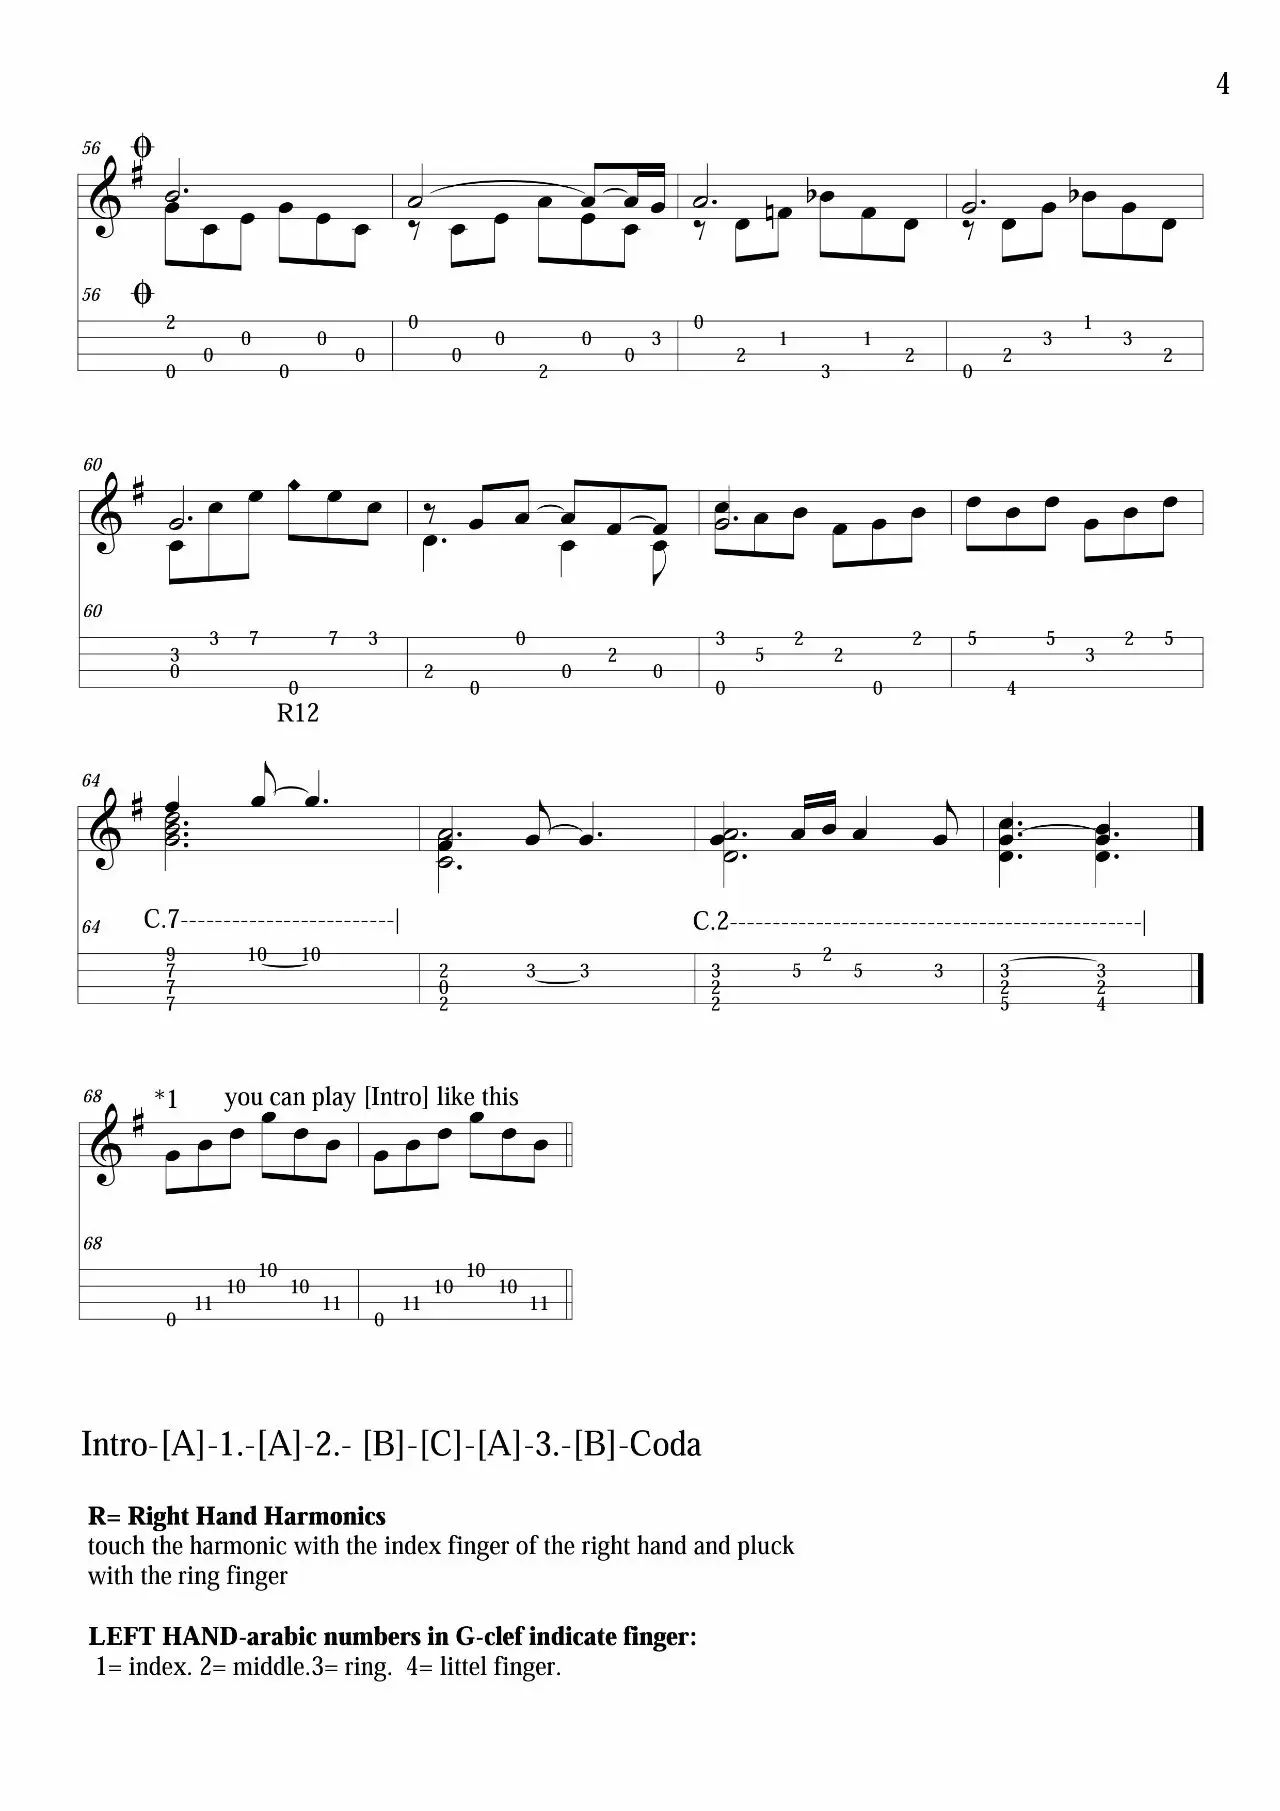 4
56
56
2 0 0 0 0 0 0
0 0 0 2 0 0 3
0 2 1 3 1 2
0 2 3 1 3 2
60
60
3 0 3 7 0 7 3
2 0 0 0 2 0
3 0 5 2 2 0 2
5 4 5 3 2 5
R12
64
C.7-------------------------|
C.2------------------------------------------------|
64
9 10 10 2
7 2 3 3 3 5 5 3 3 3
7 0 2 2 2
7 2 2 5 4
68
*1 you can play [Intro] like this
68
10 10
10 10 10 10
11 11 11 11
0 0
Intro-[A]-1.-[A]-2.- [B]-[C]-[A]-3.-[B]-Coda
R= Right Hand Harmonics
touch the harmonic with the index finger of the right hand and pluck
with the ring finger
LEFT HAND-arabic numbers in G-clef indicate finger:
1= index. 2= middle.3= ring. 4= littel finger.